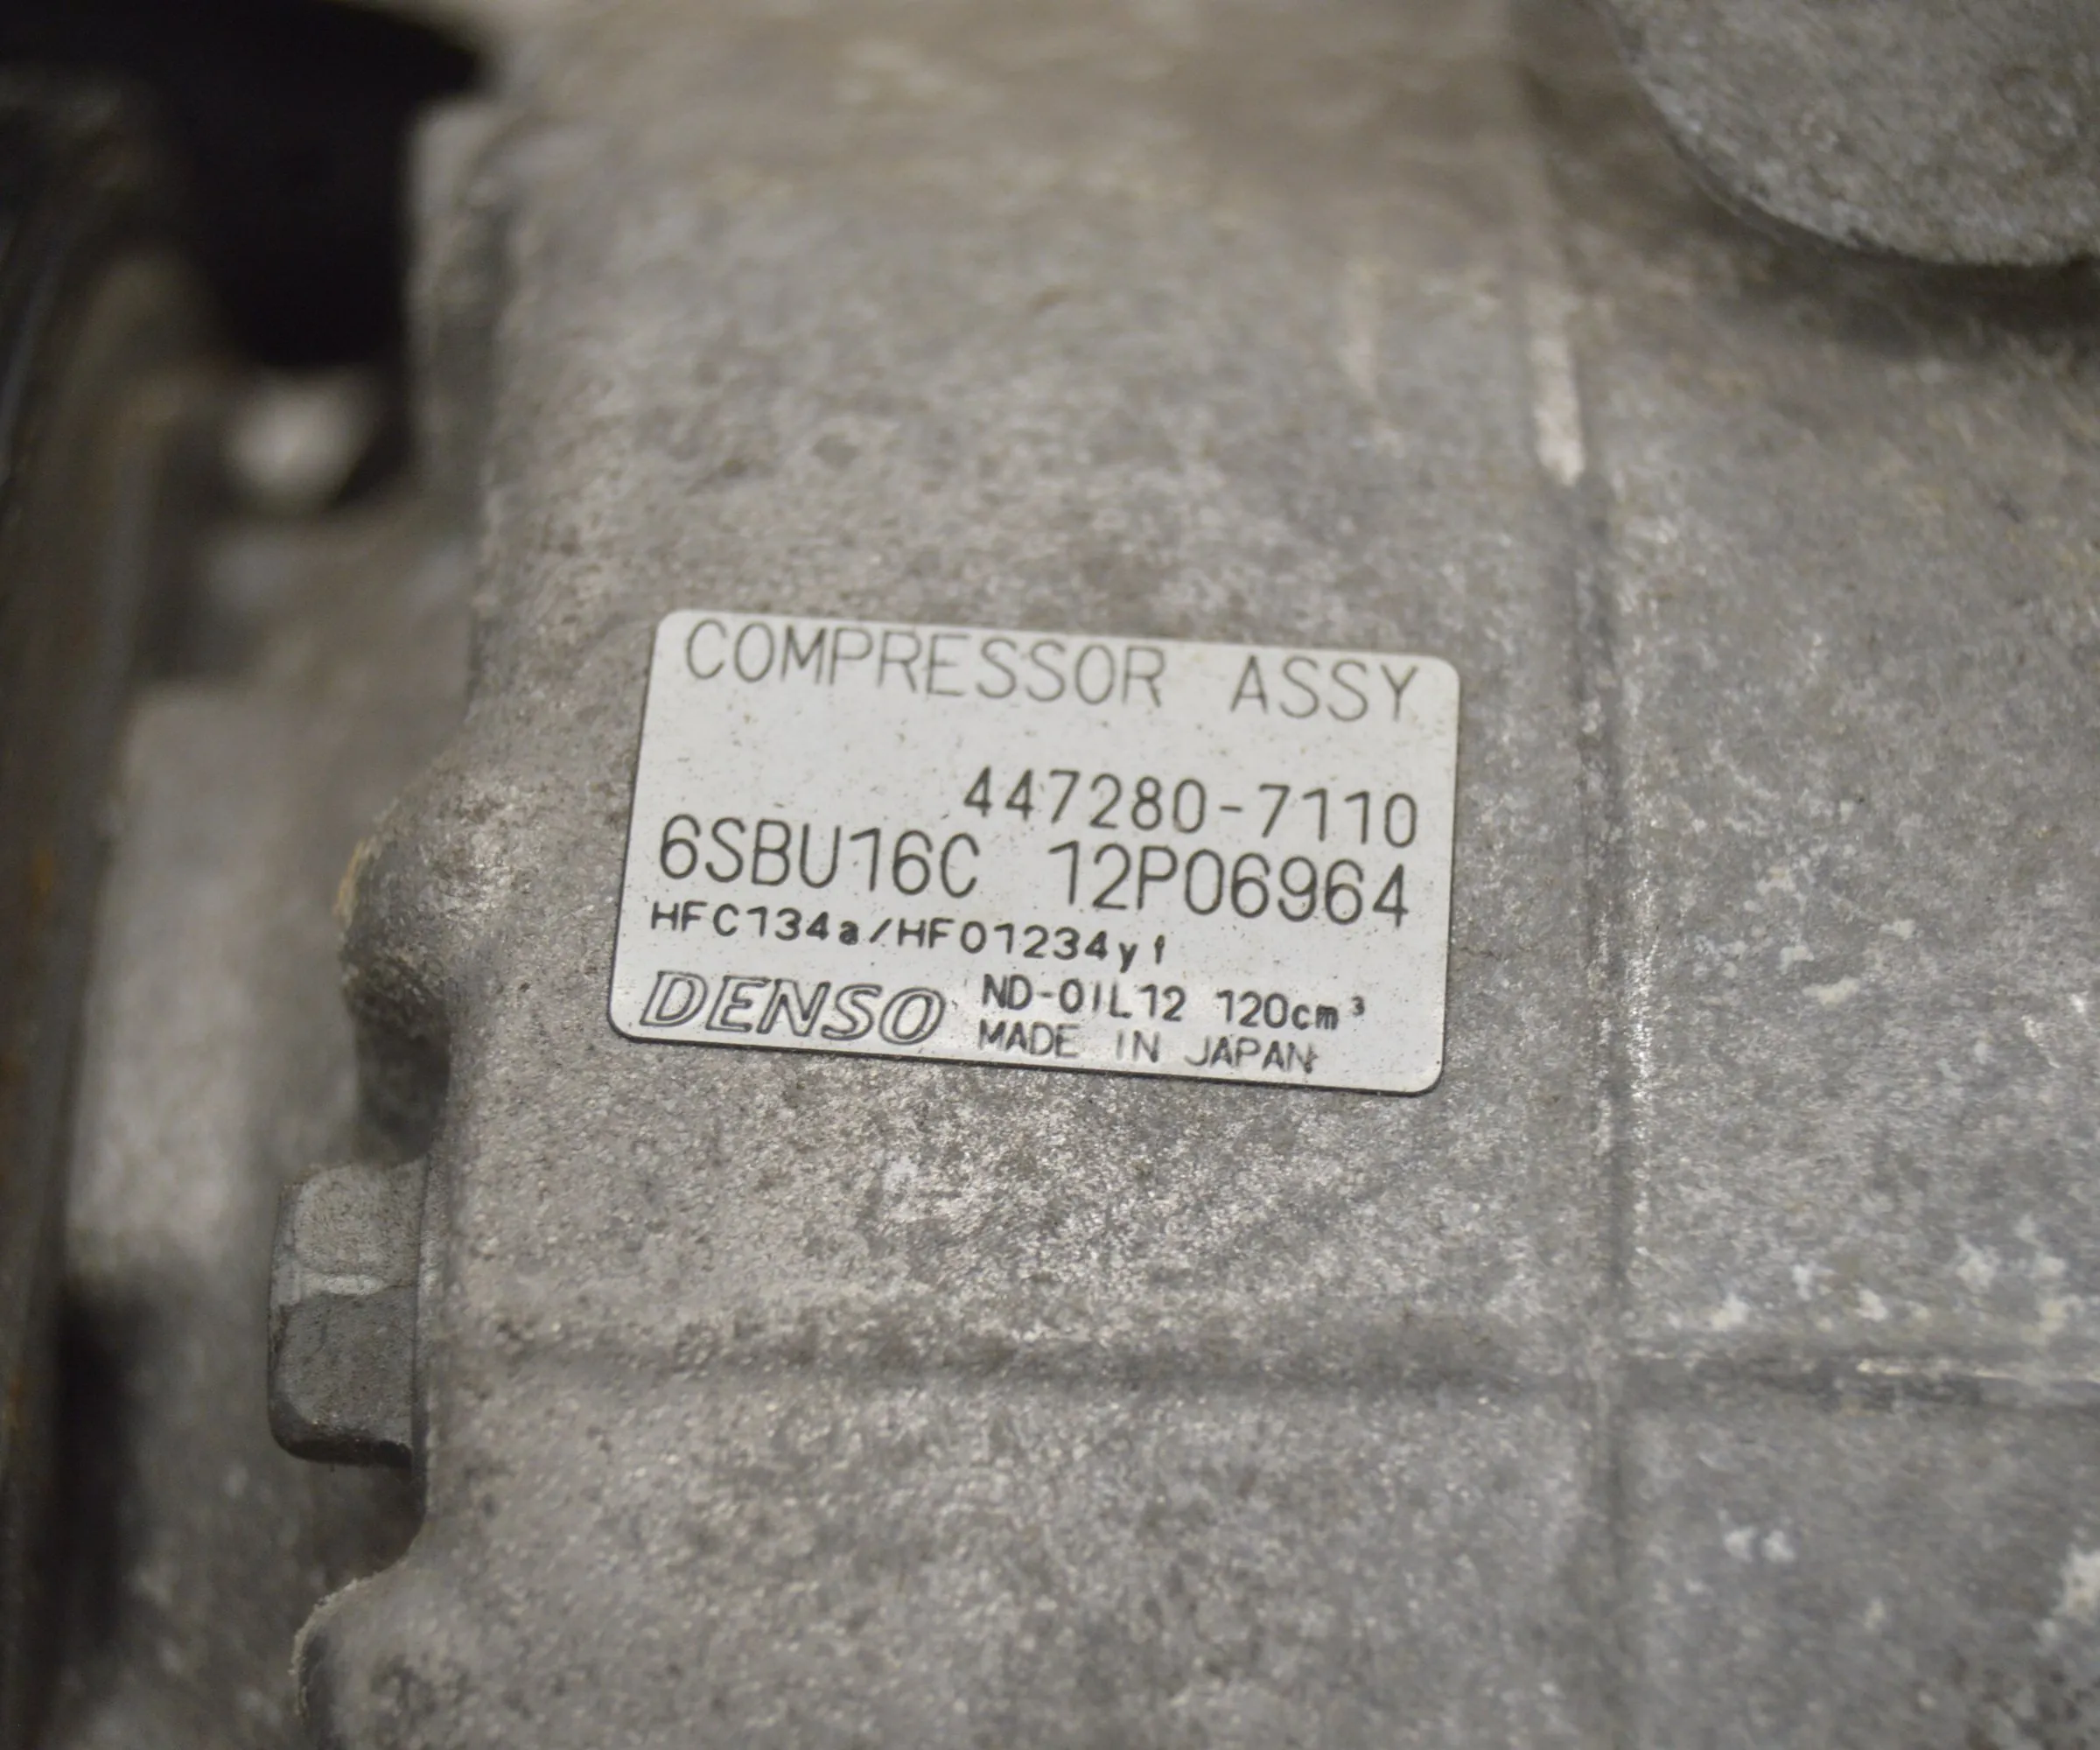 COMPRESSOR ASSY
447280-7110
6SBU16C 12P06964
HFC134a/HFO1234yf
DENSO ND-OIL12 120cm³
MADE IN JAPAN